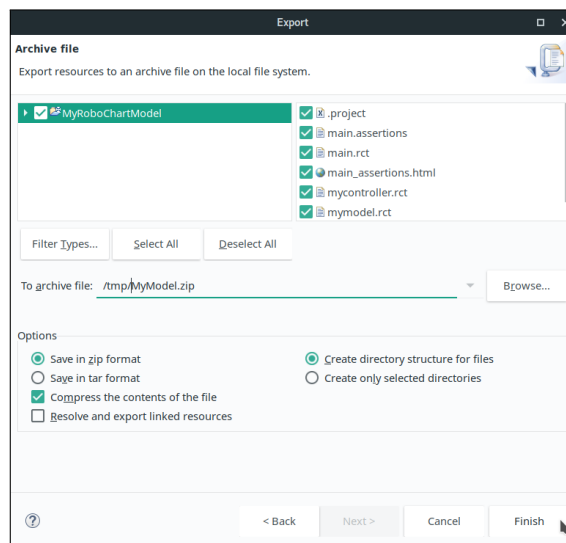 Export
Archive file
Export resources to an archive file on the local file system.
MyRoboChartModel
.project
main.assertions
main.rct
main_assertions.html
mycontroller.rct
mymodel.rct
Filter Types...
Select All
Deselect All
To archive file:
/tmp/MyModel.zip
Browse...
Options
Save in zip format
Create directory structure for files
Save in tar format
Create only selected directories
Compress the contents of the file
Resolve and export linked resources
?
< Back
Next >
Cancel
Finish